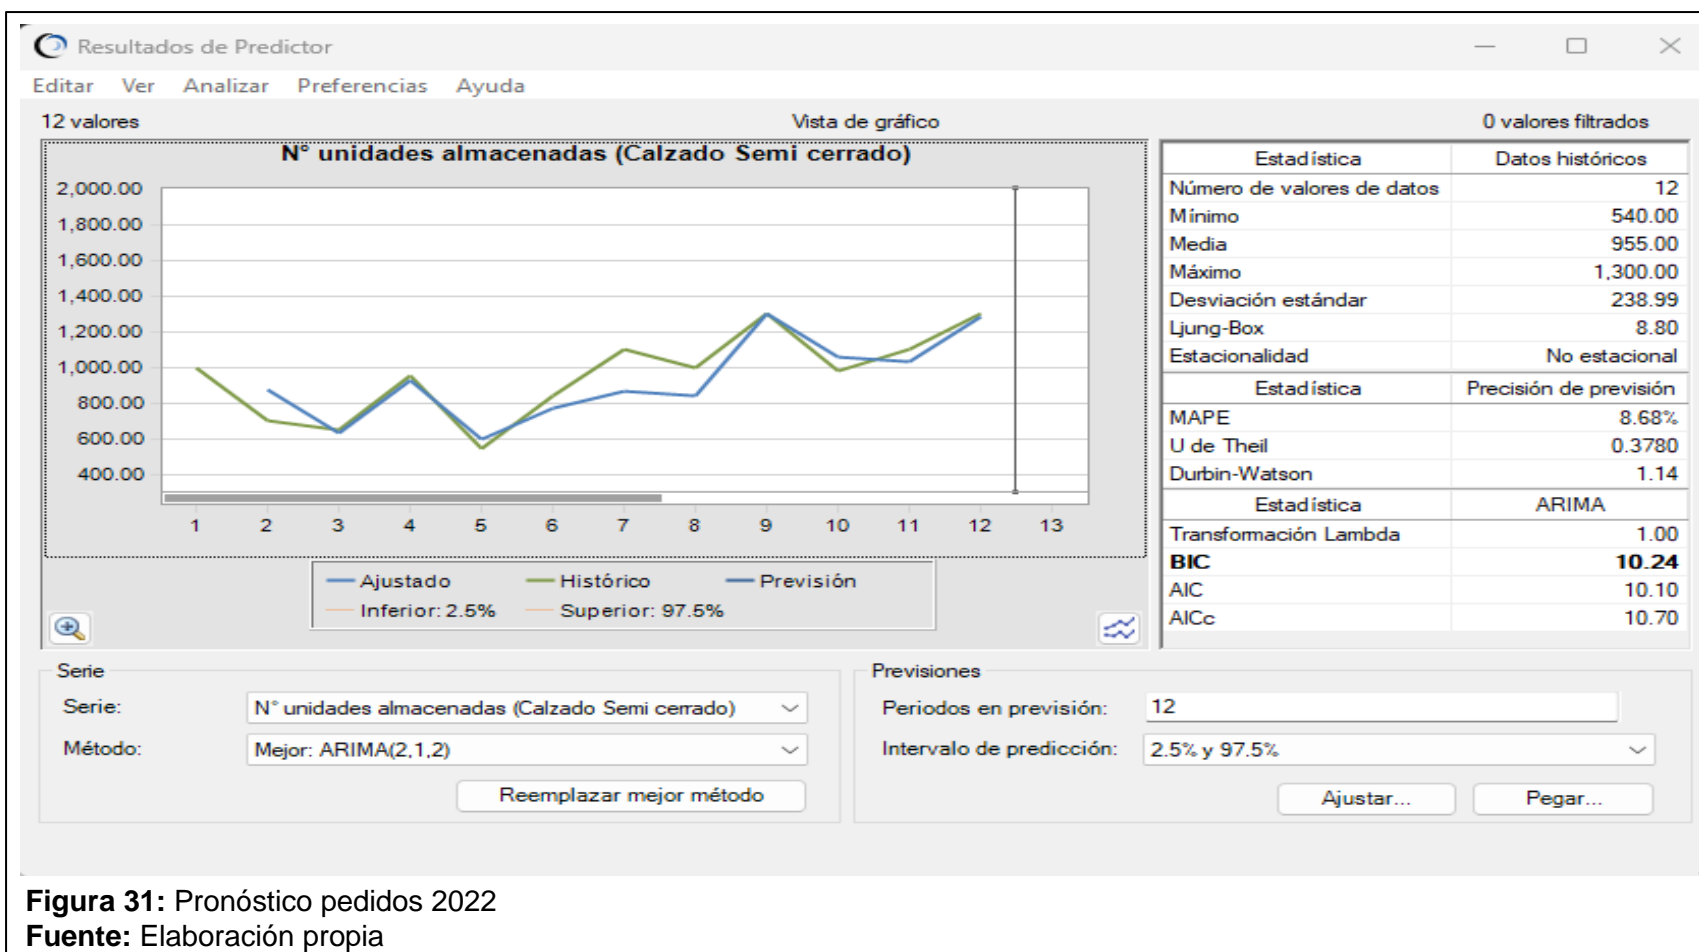 Resultados de Predictor
Editar Ver Analizar Preferencias Ayuda
12 valores Vista de gráfico 0 valores filtrados
N° unidades almacenadas (Calzado Semi cerrado)
2,000.00
1,800.00
1,600.00
1,400.00
1,200.00
1,000.00
800.00
600.00
400.00
1 2 3 4 5 6 7 8 9 10 11 12 13
Ajustado Histórico Previsión
Inferior: 2.5% Superior: 97.5%
Estadística Datos históricos
Número de valores de datos 12
Mínimo 540.00
Media 955.00
Máximo 1,300.00
Desviación estándar 238.99
Ljung-Box 8.80
Estacionalidad No estacional
Estadística Precisión de previsión
MAPE 8.68%
U de Theil 0.3780
Durbin-Watson 1.14
Estadística ARIMA
Transformación Lambda 1.00
BIC 10.24
AIC 10.10
AICc 10.70
Serie
Serie: N° unidades almacenadas (Calzado Semi cerrado)
Método: Mejor: ARIMA(2,1,2)
Reemplazar mejor método
Previsiones
Periodos en previsión: 12
Intervalo de predicción: 2.5% y 97.5%
Ajustar... Pegar...
Figura 31: Pronóstico pedidos 2022
Fuente: Elaboración propia